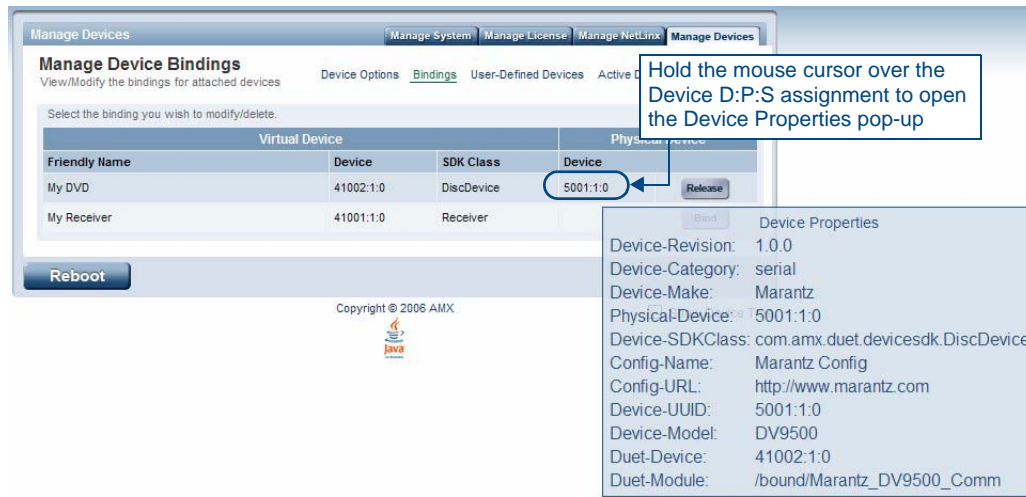 Manage Devices
Manage System Manage License Manage NetLinx Manage Devices
Manage Device Bindings
View/Modify the bindings for attached devices
Device Options Bindings User-Defined Devices Active D
Hold the mouse cursor over the
Device D:P:S assignment to open
the Device Properties pop-up
Select the binding you wish to modify/delete.
Virtual Device Physical Device
Friendly Name Device SDK Class Device
My DVD 41002:1:0 DiscDevice 5001:1:0 Release
My Receiver 41001:1:0 Receiver Bind
Reboot
Copyright © 2006 AMX
Java
Device Properties
Device-Revision: 1.0.0
Device-Category: serial
Device-Make: Marantz
Physical-Device: 5001:1:0
Device-SDKClass: com.amx.duet.devicesdk.DiscDevice
Config-Name: Marantz Config
Config-URL: http://www.marantz.com
Device-UUID: 5001:1:0
Device-Model: DV9500
Duet-Device: 41002:1:0
Duet-Module: /bound/Marantz_DV9500_Comm